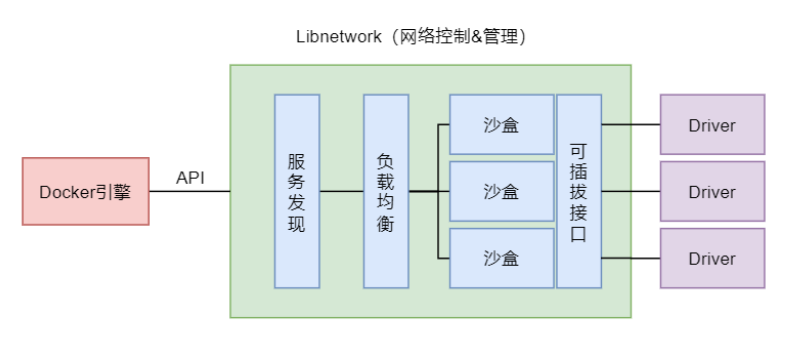 Libnetwork（网络控制&管理）
Docker引擎
API
服务发现
负载均衡
沙盒
沙盒
沙盒
可插拔接口
Driver
Driver
Driver